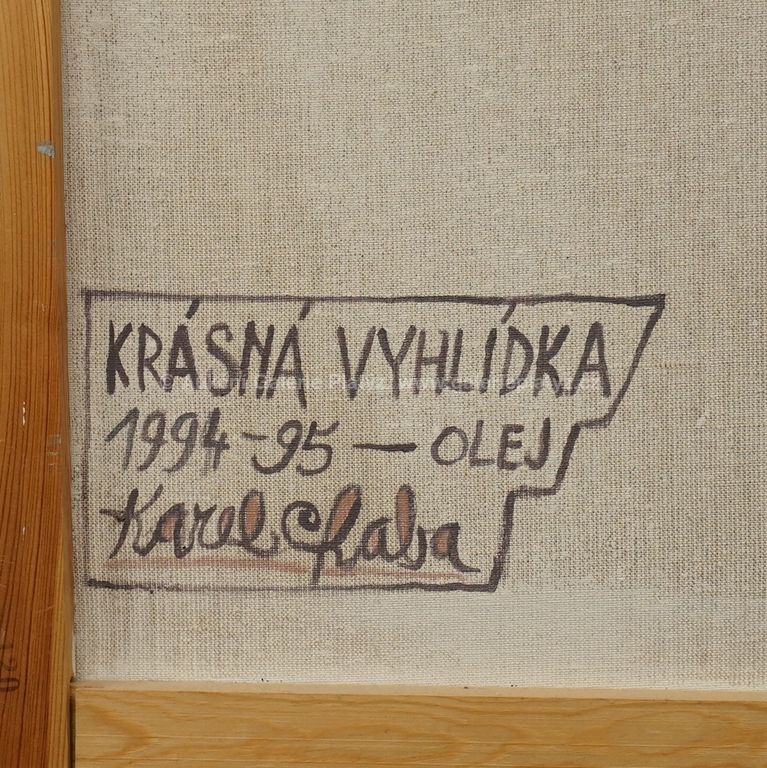 KRÁSNÁ VYHLÍDKA
1994-95 — OLEJ
Karel Chaba